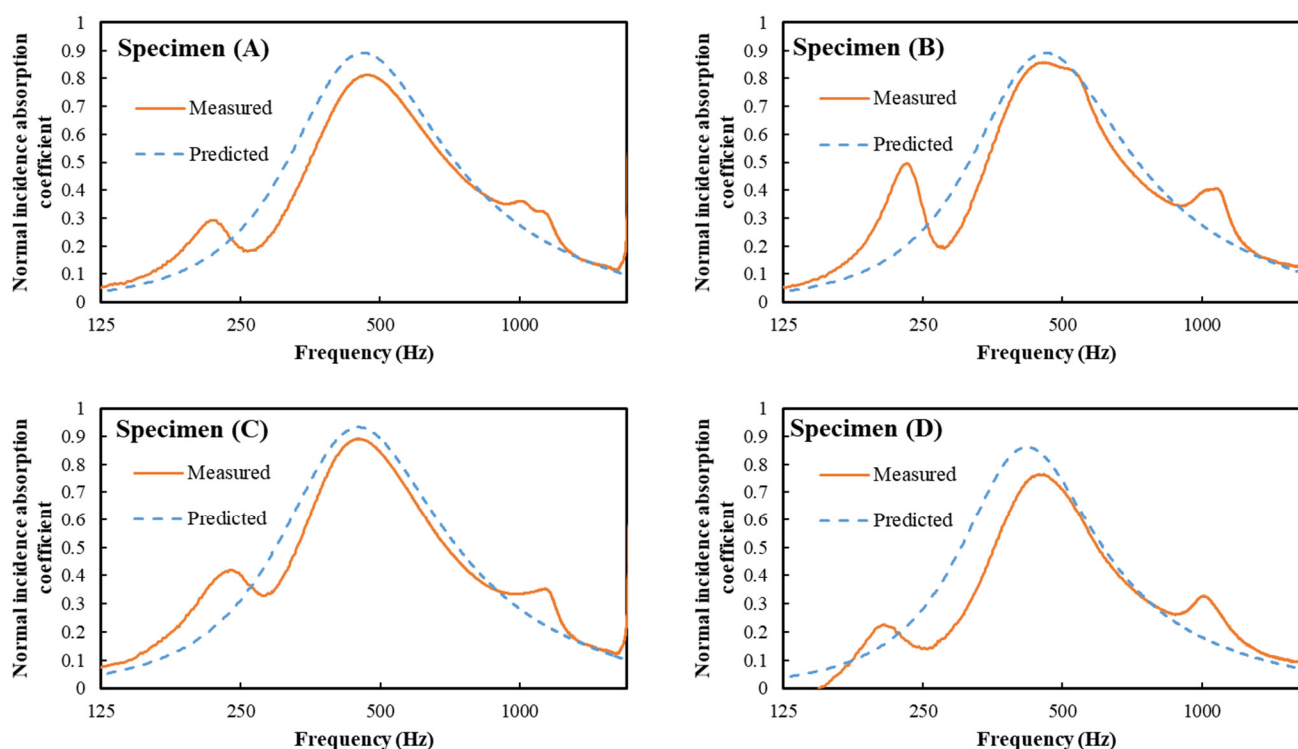 Specimen (A)
Measured
Predicted
Normal incidence absorption
coefficient
1
0.9
0.8
0.7
0.6
0.5
0.4
0.3
0.2
0.1
0
125
250
500
1000
Frequency (Hz)
Specimen (B)
Measured
Predicted
Normal incidence absorption
coefficient
1
0.9
0.8
0.7
0.6
0.5
0.4
0.3
0.2
0.1
0
125
250
500
1000
Frequency (Hz)
Specimen (C)
Measured
Predicted
Normal incidence absorption
coefficient
1
0.9
0.8
0.7
0.6
0.5
0.4
0.3
0.2
0.1
0
125
250
500
1000
Frequency (Hz)
Specimen (D)
Measured
Predicted
Normal incidence absorption
coefficient
1
0.9
0.8
0.7
0.6
0.5
0.4
0.3
0.2
0.1
0
125
250
500
1000
Frequency (Hz)